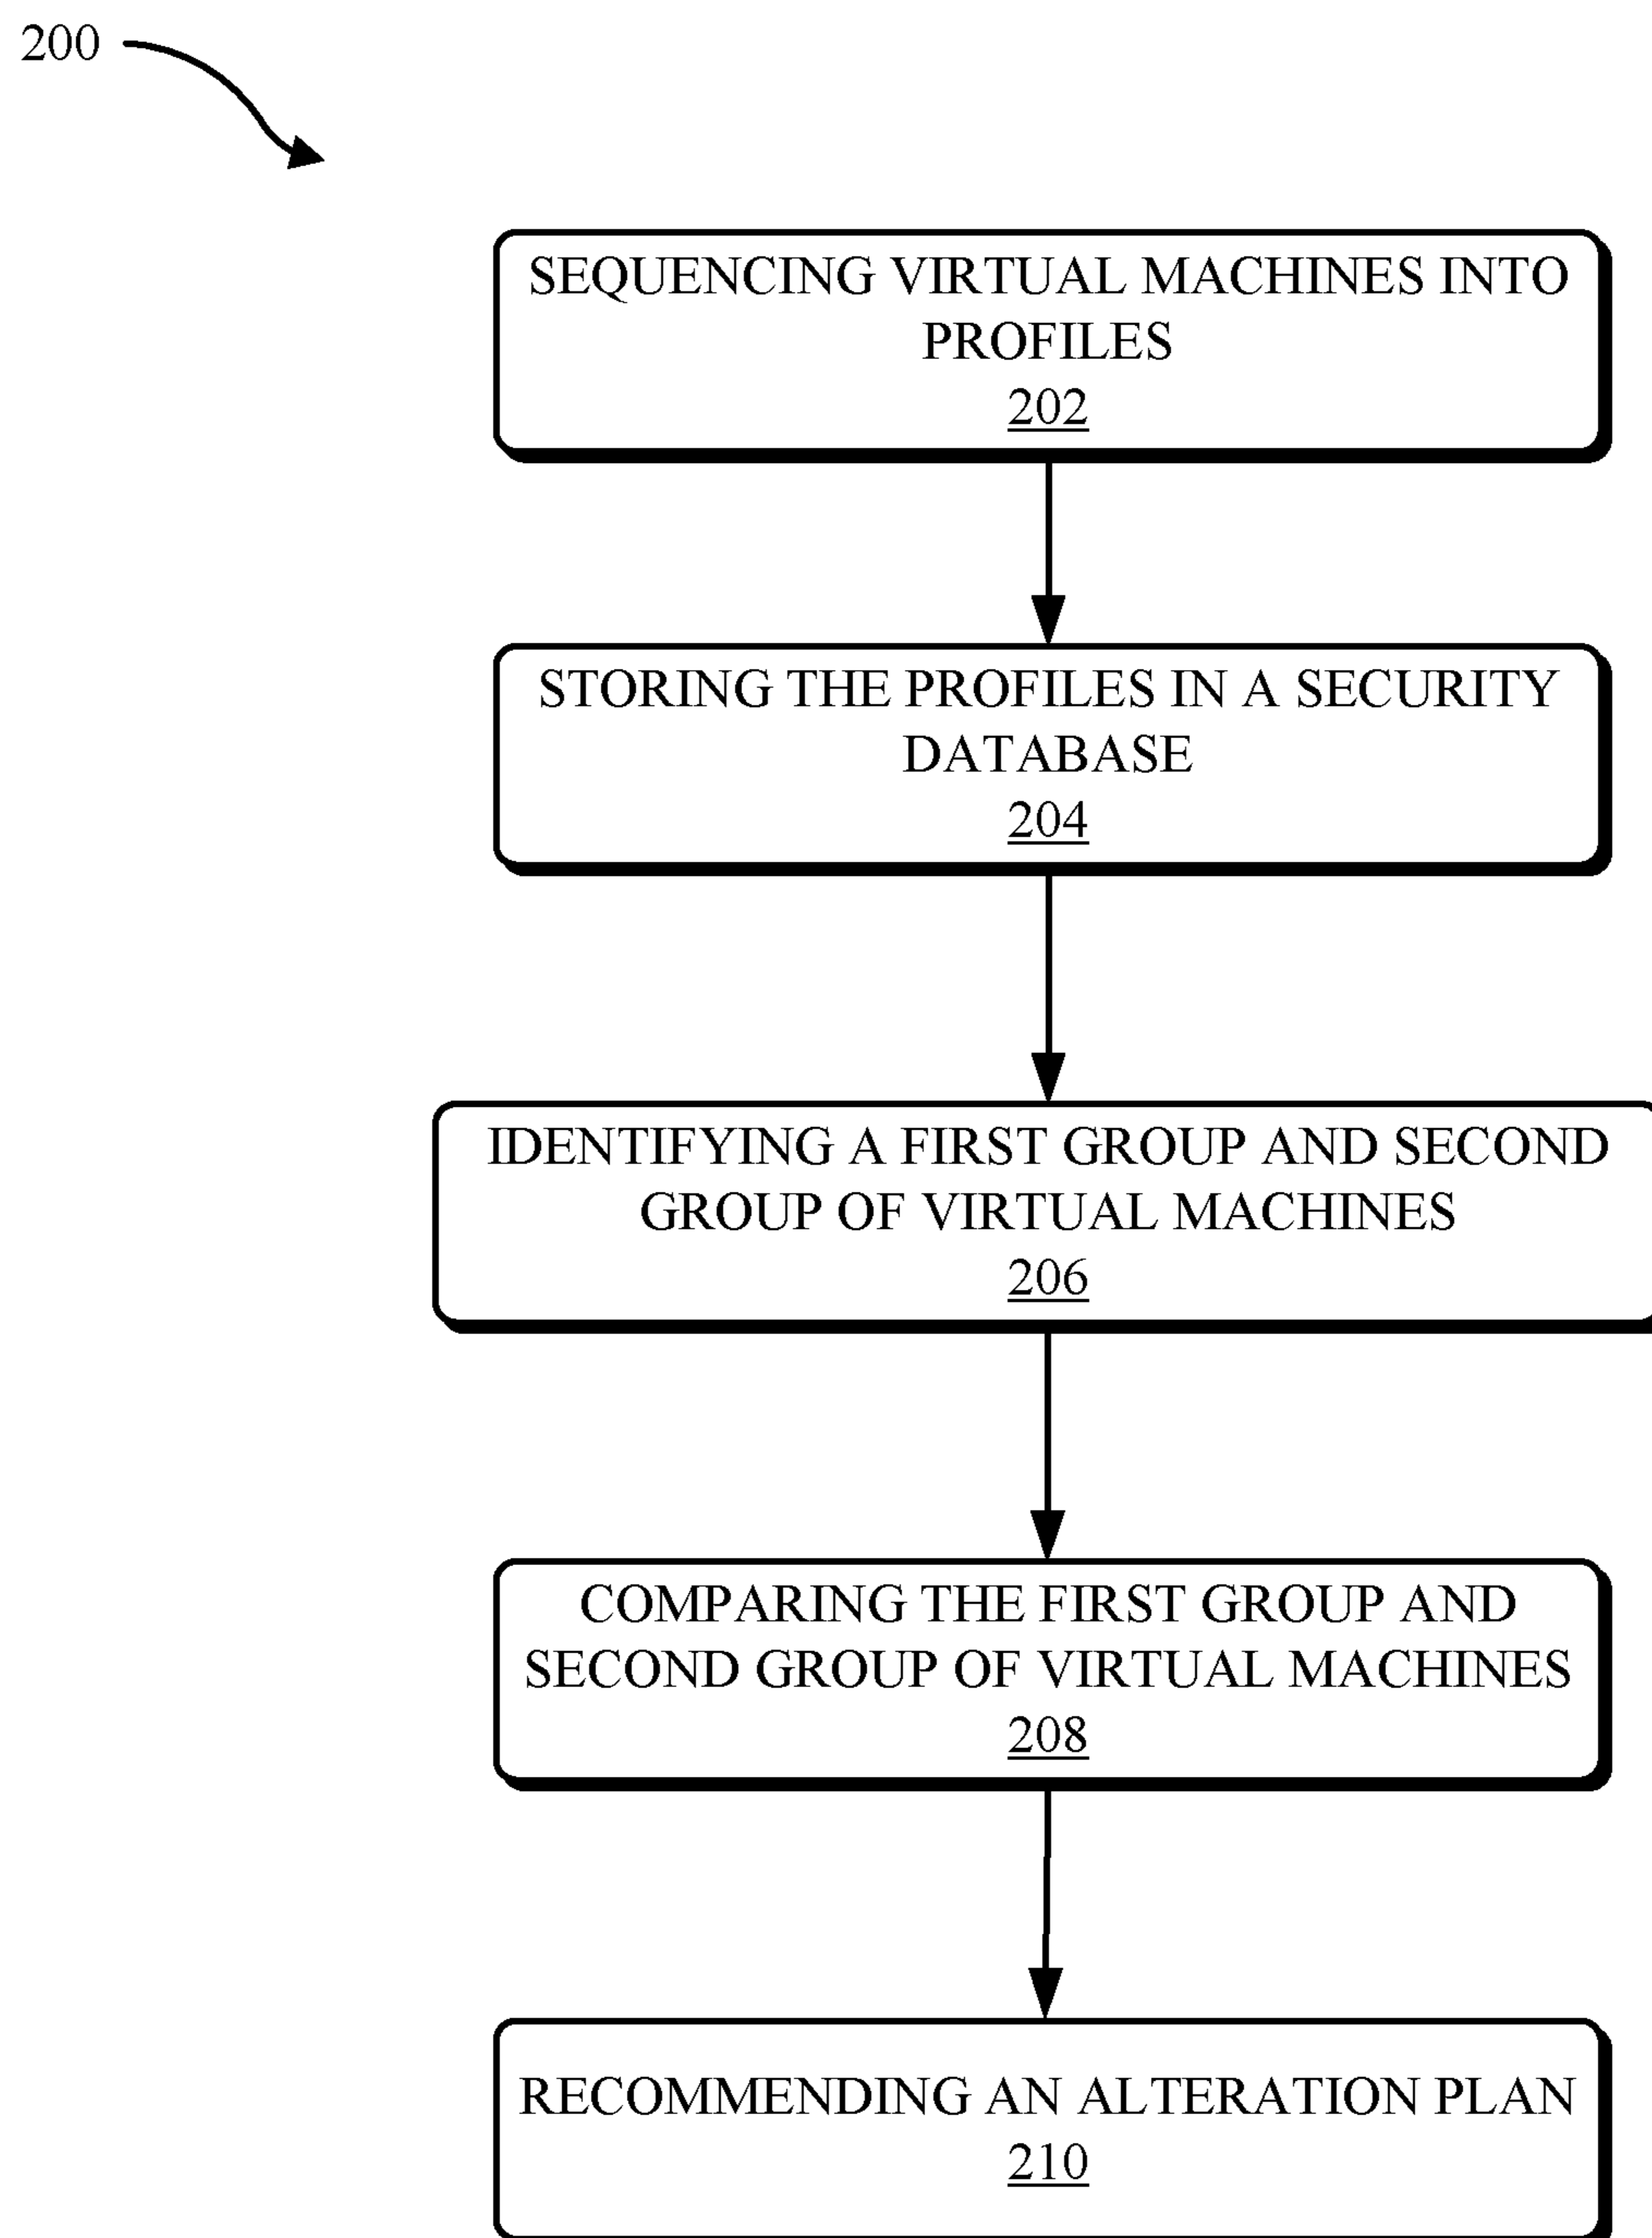 200
SEQUENCING VIRTUAL MACHINES INTO
PROFILES
202
STORING THE PROFILES IN A SECURITY
DATABASE
204
IDENTIFYING A FIRST GROUP AND SECOND
GROUP OF VIRTUAL MACHINES
206
COMPARING THE FIRST GROUP AND
SECOND GROUP OF VIRTUAL MACHINES
208
RECOMMENDING AN ALTERATION PLAN
210